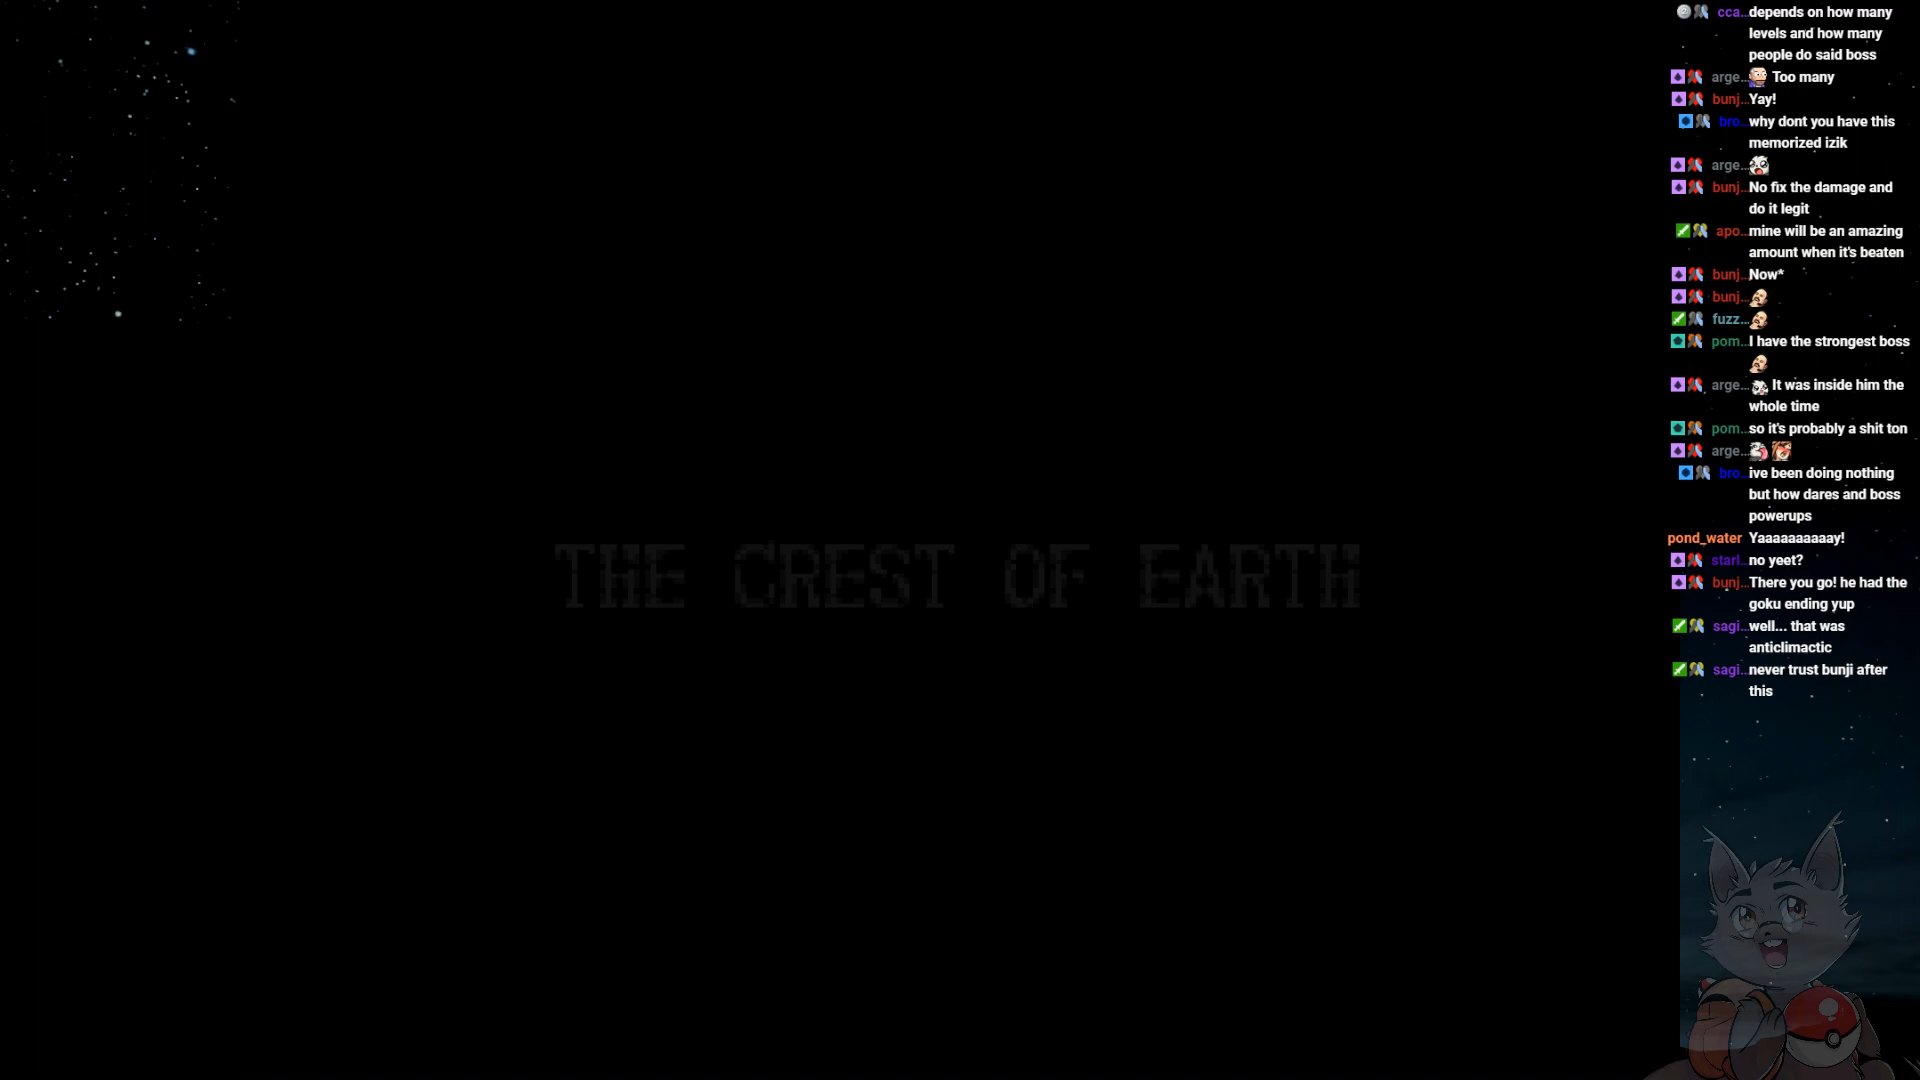 cca...depends on how many
levels and how many
people do said boss
arge... Too many
bunj...Yay!
bro...why dont you have this
memorized izik
arge...
bunj...No fix the damage and
do it legit
apo...mine will be an amazing
amount when it's beaten
bunj...Now*
bunj...
fuzz...
pom...I have the strongest boss
arge... It was inside him the
whole time
pom...so it's probably a shit ton
arge...
bro...ive been doing nothing
but how dares and boss
powerups
THE CREST OF EARTH
pond_water Yaaaaaaaaay!
starl...no yeet?
bunj...There you go! he had the
goku ending yup
sagi...well... that was
anticlimactic
sagi...never trust bunji after
this